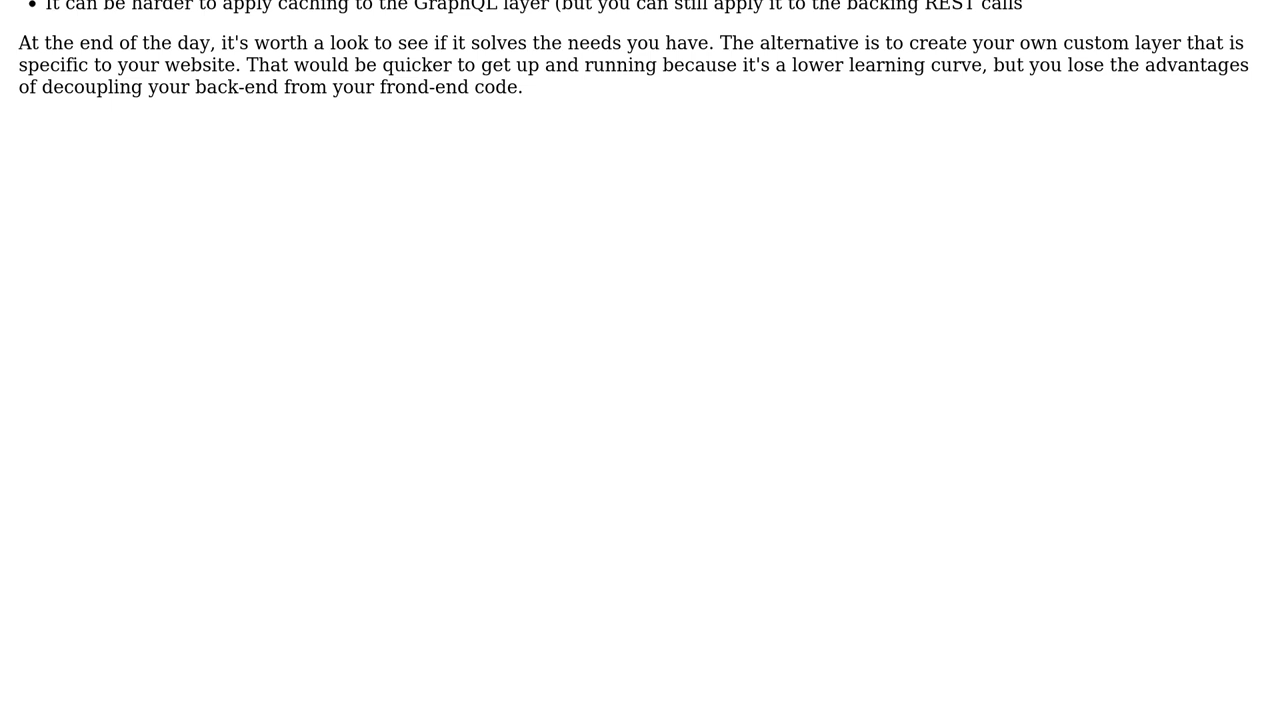 • It can be harder to apply caching to the GraphQL layer (but you can still apply it to the backing REST calls
At the end of the day, it's worth a look to see if it solves the needs you have. The alternative is to create your own custom layer that is
specific to your website. That would be quicker to get up and running because it's a lower learning curve, but you lose the advantages
of decoupling your back-end from your frond-end code.